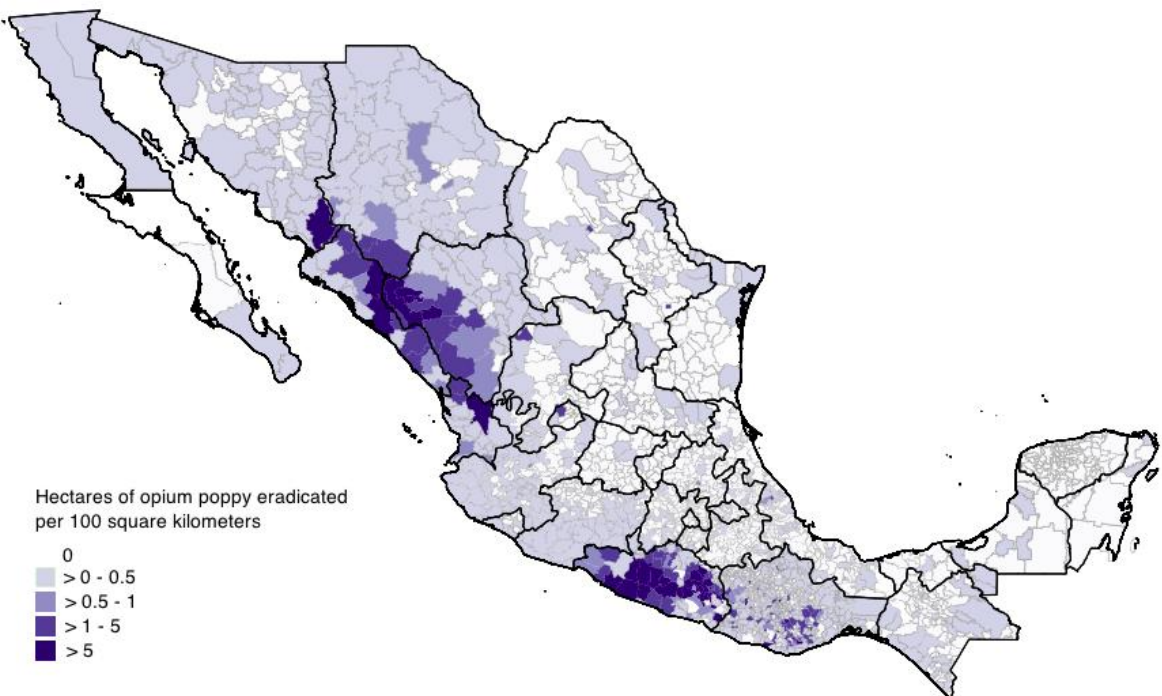 Hectares of opium poppy eradicated
per 100 square kilometers
0
> 0 - 0.5
> 0.5 - 1
> 1 - 5
> 5